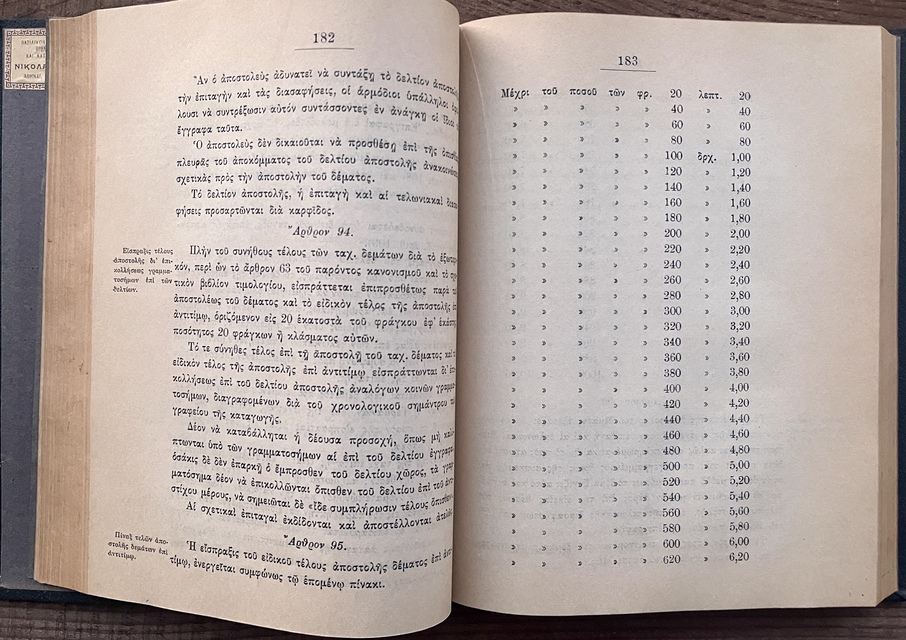 ΝΙΚΟΛΑ
182
Ἂν ὁ ἀποστολεὺς ἀδυνατεῖ νὰ συντάξῃ τὸ δελτίον
τὴν ἐπιταγὴν καὶ τὰς διασαφήσεις, οἱ ἁρμόδιοι ὑπάλληλοι
λουσι νὰ συντρέξωσιν αὐτὸν συντάσσοντες ἐν ἀνάγκῃ οἱ ἴδιοι
ἔγγραφα ταῦτα.
Ὁ ἀποστολεὺς δὲν δικαιοῦται νὰ προσθέσῃ ἐπὶ τῆς
πλευρᾶς τοῦ ἀποκόμματος τοῦ δελτίου ἀποστολῆς
σχετικὰς πρὸς τὴν ἀποστολὴν τοῦ δέματος.
Τὸ δελτίον ἀποστολῆς, ἡ ἐπιταγὴ καὶ αἱ τελωνιακαὶ
φήσεις προσαρτῶνται διὰ καρφίδος.
Ἄρθρον 94.
Εἴσπραξις τέλους
ἀποστολῆς δι᾽ ἐπι-
κολλήσεως γραμμα-
τοσήμων ἐπὶ τῶν
δελτίων.
Πλὴν τοῦ συνήθους τέλους τῶν ταχ. δεμάτων διὰ τὸ
κόν, περὶ ὧν τὸ ἄρθρον 63 τοῦ παρόντος κανονισμοῦ καὶ τὸ
τικὸν βιβλίον τιμολογίου, εἰσπράττεται ἐπιπροσθέτως παρὰ
ἀποστολέως τοῦ δέματος καὶ τὸ εἰδικὸν τέλος τῆς ἀποστολῆς
ἀντιτίμῳ, ὁριζόμενον εἰς 20 ἑκατοστὰ τοῦ φράγκου ἐφ᾽
ποσότητος 20 φράγκων ἢ κλάσματος αὐτῶν.
Τό τε σύνηθες τέλος ἐπὶ τῇ ἀποστολῇ τοῦ ταχ. δέματος
εἰδικὸν τέλος τῆς ἀποστολῆς ἐπὶ ἀντιτίμῳ εἰσπράττονται δι᾽
κολλήσεως ἐπὶ τοῦ δελτίου ἀποστολῆς ἀναλόγων κοινῶν
τοσήμων, διαγραφομένων διὰ τοῦ χρονολογικοῦ σημάντρου
γραφείου τῆς καταγωγῆς.
Δέον νὰ καταβάλληται ἡ δέουσα προσοχή, ὅπως μὴ
πτωνται ὑπὸ τῶν γραμματοσήμων αἱ ἐπὶ τοῦ δελτίου
ὁσάκις δὲ δὲν ἐπαρκῇ ὁ ἔμπροσθεν τοῦ δελτίου χῶρος, τὰ
ματόσημα δέον νὰ ἐπικολλῶνται ὄπισθεν τοῦ δελτίου ἐπὶ τοῦ
στίχου μέρους, νὰ σημειῶται δὲ «ἴδε συμπλήρωσιν τέλους ὄπισθεν».
Αἱ σχετικαὶ ἐπιταγαὶ ἐκδίδονται καὶ ἀποστέλλονται
Ἄρθρον 95.
Πίναξ τελῶν ἀπο-
στολῆς δεμάτων ἐπὶ
ἀντιτίμῳ.
Ἡ εἴσπραξις τοῦ εἰδικοῦ τέλους ἀποστολῆς δέματος ἐπὶ
τίμῳ, ἐνεργεῖται συμφώνως τῷ ἑπομένῳ πίνακι.
183
Μέχρι τοῦ ποσοῦ τῶν φρ. 20 λεπτ. 20
» » » » » 40 » 40
» » » » » 60 » 60
» » » » » 80 » 80
» » » » » 100 δρχ. 1,00
» » » » » 120 » 1,20
» » » » » 140 » 1,40
» » » » » 160 » 1,60
» » » » » 180 » 1,80
» » » » » 200 » 2,00
» » » » » 220 » 2,20
» » » » » 240 » 2,40
» » » » » 260 » 2,60
» » » » » 280 » 2,80
» » » » » 300 » 3,00
» » » » » 320 » 3,20
» » » » » 340 » 3,40
» » » » » 360 » 3,60
» » » » » 380 » 3,80
» » » » » 400 » 4,00
» » » » » 420 » 4,20
» » » » » 440 » 4,40
» » » » » 460 » 4,60
» » » » » 480 » 4,80
» » » » » 500 » 5,00
» » » » » 520 » 5,20
» » » » » 540 » 5,40
» » » » » 560 » 5,60
» » » » » 580 » 5,80
» » » » » 600 » 6,00
» » » » » 620 » 6,20